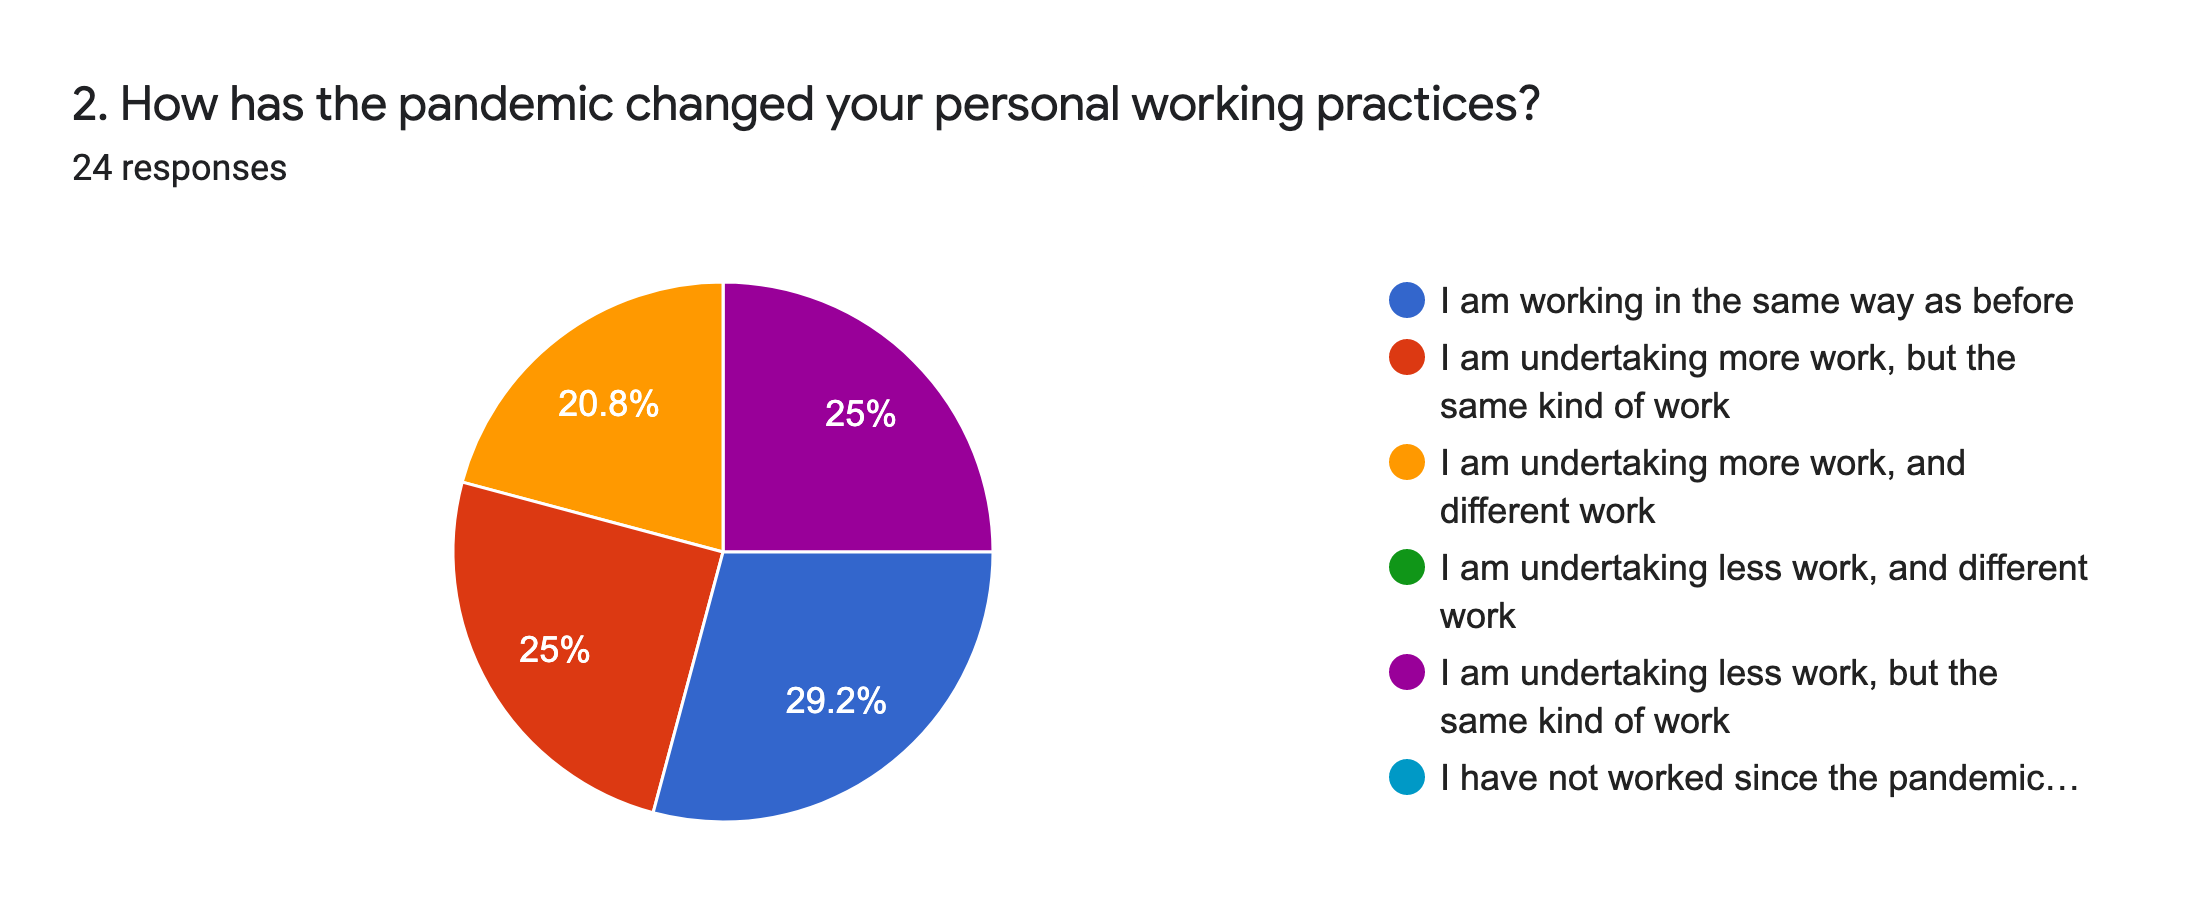 2. How has the pandemic changed your personal working practices?
24 responses
20.8%
25%
25%
29.2%
I am working in the same way as before
I am undertaking more work, but the
same kind of work
I am undertaking more work, and
different work
I am undertaking less work, and different
work
I am undertaking less work, but the
same kind of work
I have not worked since the pandemic…